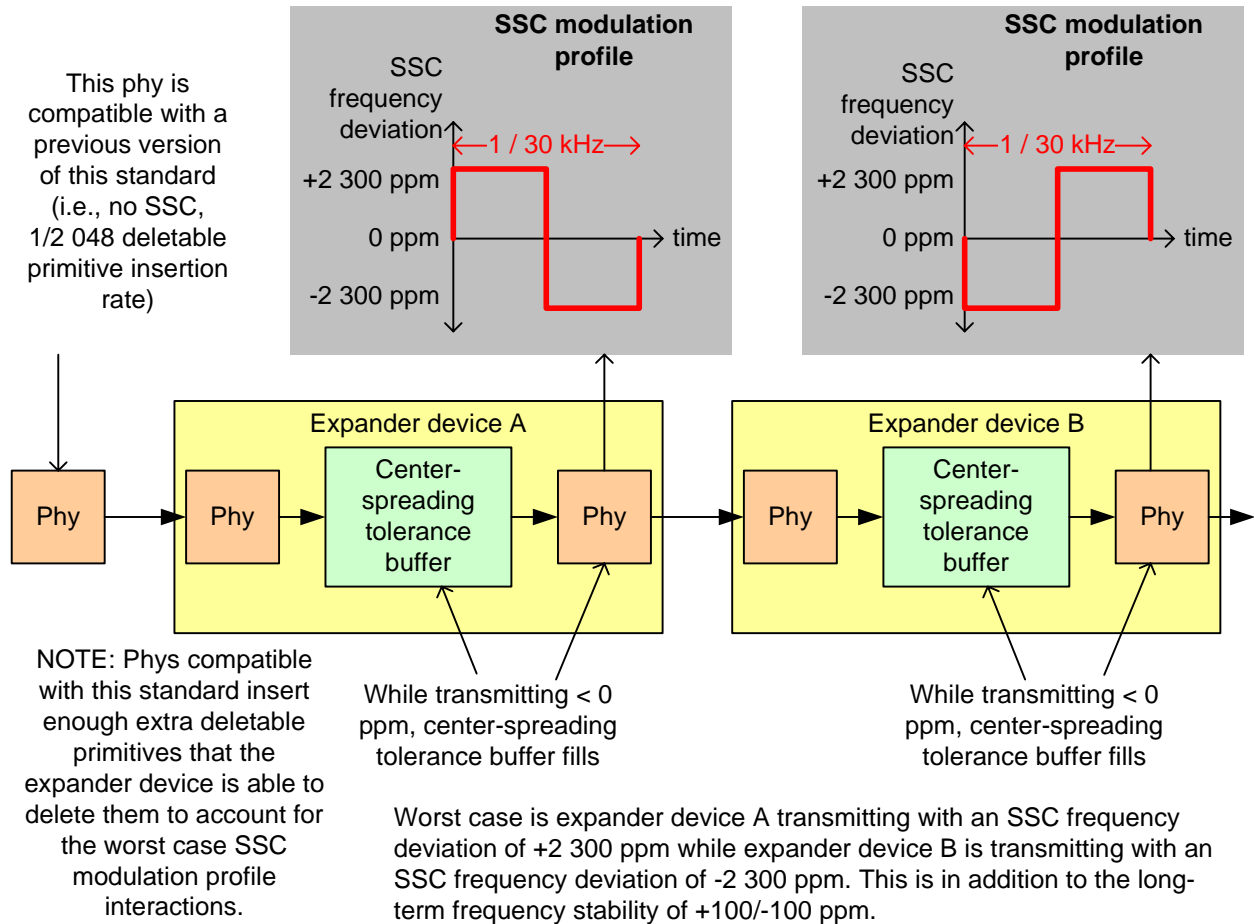 This phy is
compatible with a
previous version
of this standard
(i.e., no SSC,
1/2 048 deletable
primitive insertion
rate)
SSC modulation
profile
SSC
frequency
deviation
1 / 30 kHz
+2 300 ppm
0 ppm
time
-2 300 ppm
SSC modulation
profile
SSC
frequency
deviation
1 / 30 kHz
+2 300 ppm
0 ppm
time
-2 300 ppm
Phy
Expander device A
Phy
Center-
spreading
tolerance
buffer
Phy
Expander device B
Phy
Center-
spreading
tolerance
buffer
Phy
NOTE: Phys compatible
with this standard insert
enough extra deletable
primitives that the
expander device is able to
delete them to account for
the worst case SSC
modulation profile
interactions.
While transmitting < 0
ppm, center-spreading
tolerance buffer fills
While transmitting < 0
ppm, center-spreading
tolerance buffer fills
Worst case is expander device A transmitting with an SSC frequency
deviation of +2 300 ppm while expander device B is transmitting with an
SSC frequency deviation of -2 300 ppm. This is in addition to the long-
term frequency stability of +100/-100 ppm.